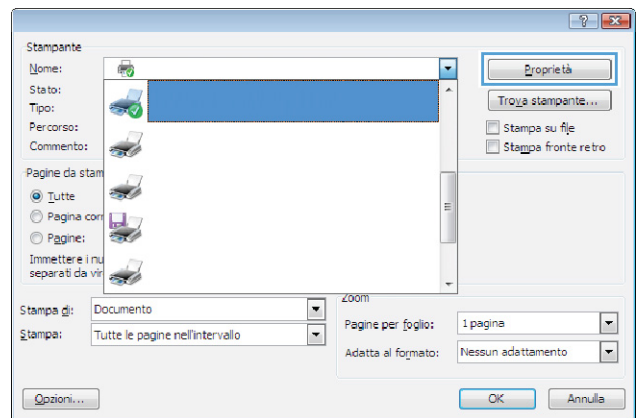 Stampante
Nome:
Proprietà
Stato:
Tipo:
Trova stampante...
Percorso:
Stampa su file
Commento:
Stampa fronte retro
Pagine da stam
Tutte
Pagina corr
Pagine:
Immettere i nu
separati da vir
Zoom
Stampa di: Documento
Pagine per foglio: 1 pagina
Stampa: Tutte le pagine nell'intervallo
Adatta al formato: Nessun adattamento
Opzioni...
OK
Annulla